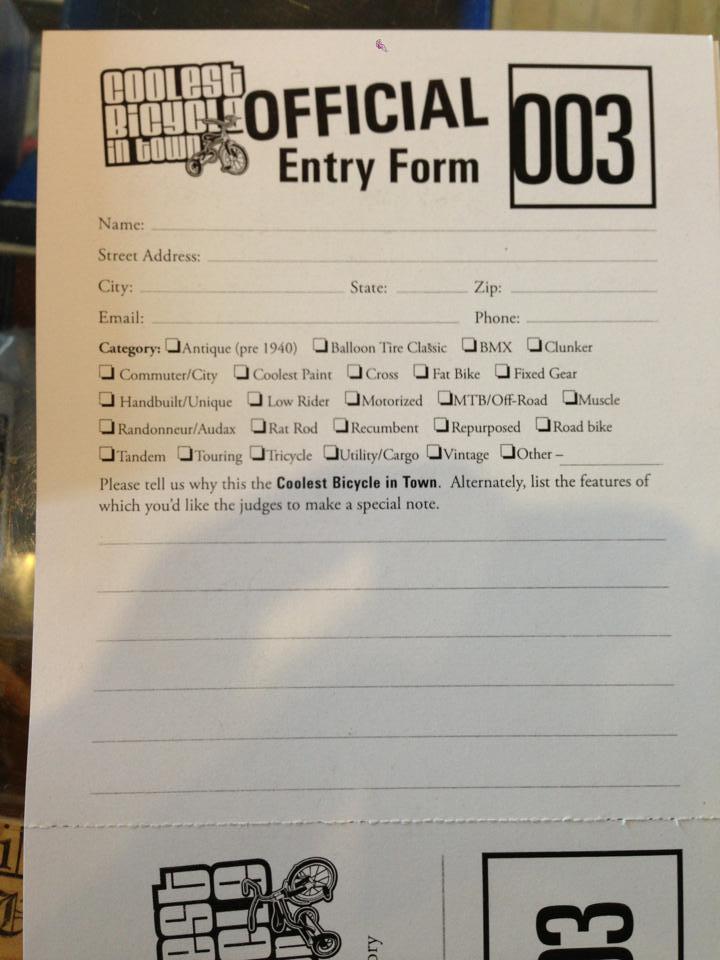 COOLEST
BICYCLE
in town
OFFICIAL
Entry Form
003
Name:
Street Address:
City: State: Zip:
Email: Phone:
Category: Antique (pre 1940) Balloon Tire Classic BMX Clunker
Commuter/City Coolest Paint Cross Fat Bike Fixed Gear
Handbuilt/Unique Low Rider Motorized MTB/Off-Road Muscle
Randonneur/Audax Rat Rod Recumbent Repurposed Road bike
Tandem Touring Tricycle Utility/Cargo Vintage Other –
Please tell us why this the Coolest Bicycle in Town. Alternately, list the features of
which you'd like the judges to make a special note.
03